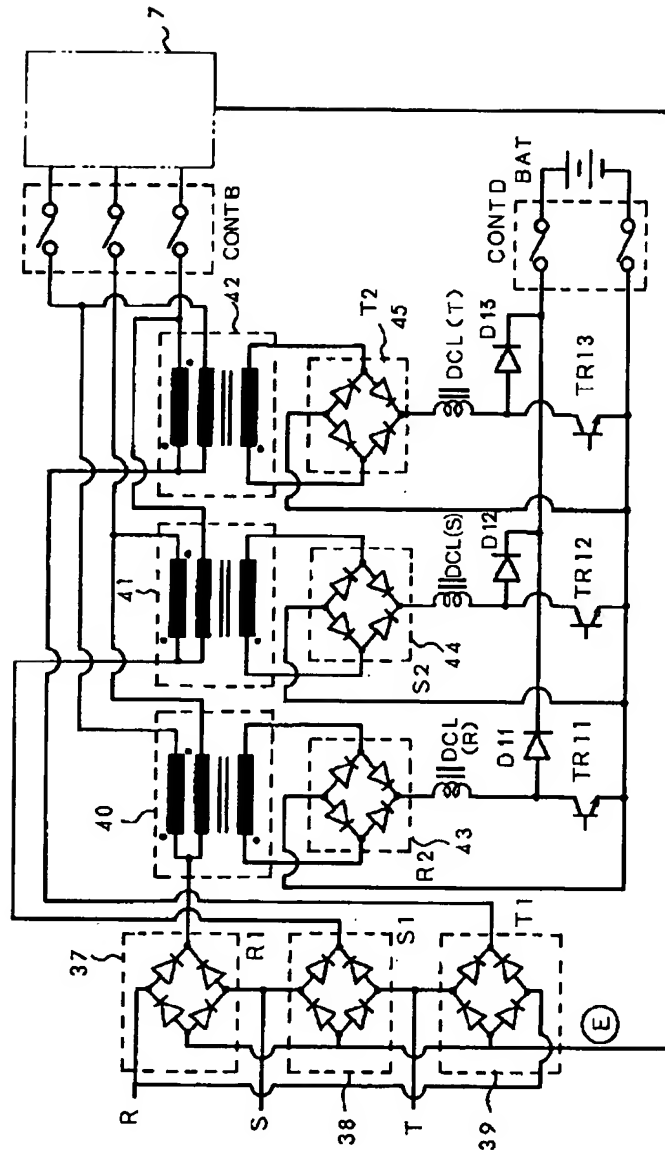 7
CONTB
42
T2
45
DCL(T)
D13
TR13
CONTD
BAT
41
DCL(S)
D12
TR12
S2
44
40
DCL
(R)
D11
TR11
R2
43
37
R1
S1
T1
E
R
S
T
38
39